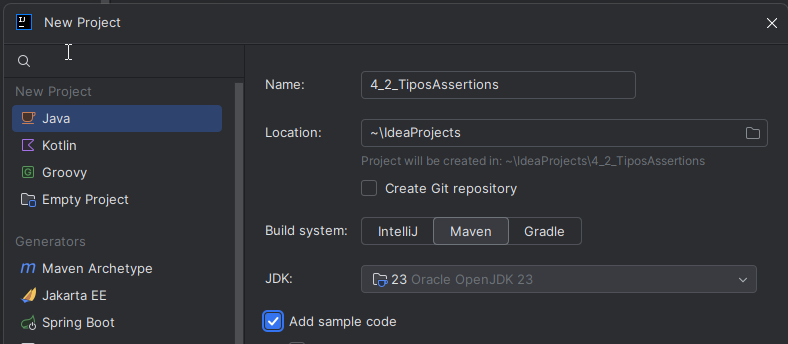 New Project
New Project
Java
Kotlin
Groovy
Empty Project
Generators
Maven Archetype
Jakarta EE
Spring Boot
Name: 4_2_TiposAssertions
Location: ~\IdeaProjects
Project will be created in: ~\IdeaProjects\4_2_TiposAssertions
Create Git repository
Build system: IntelliJ Maven Gradle
JDK: 23 Oracle OpenJDK 23
Add sample code